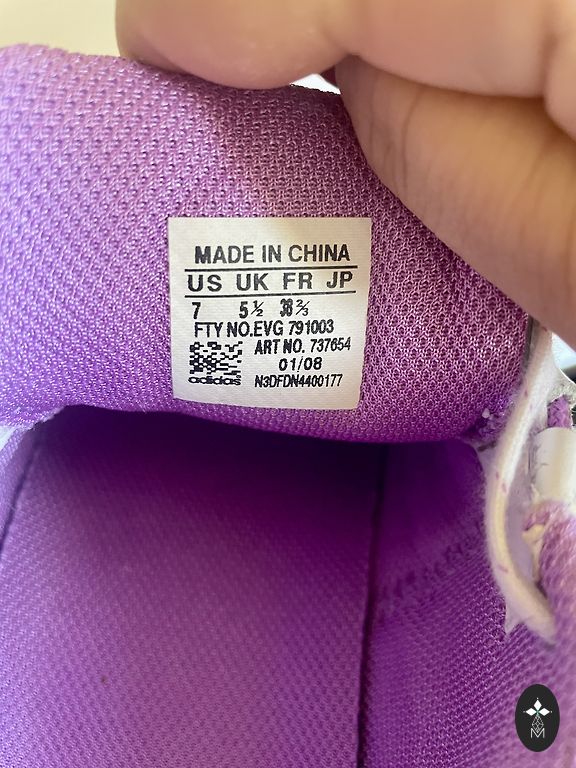 MADE IN CHINA
US UK FR JP
7 5½ 38⅔
FTY NO.EVG 791003
ART NO. 737654
01/08
adidas N3DFDN4400177
M